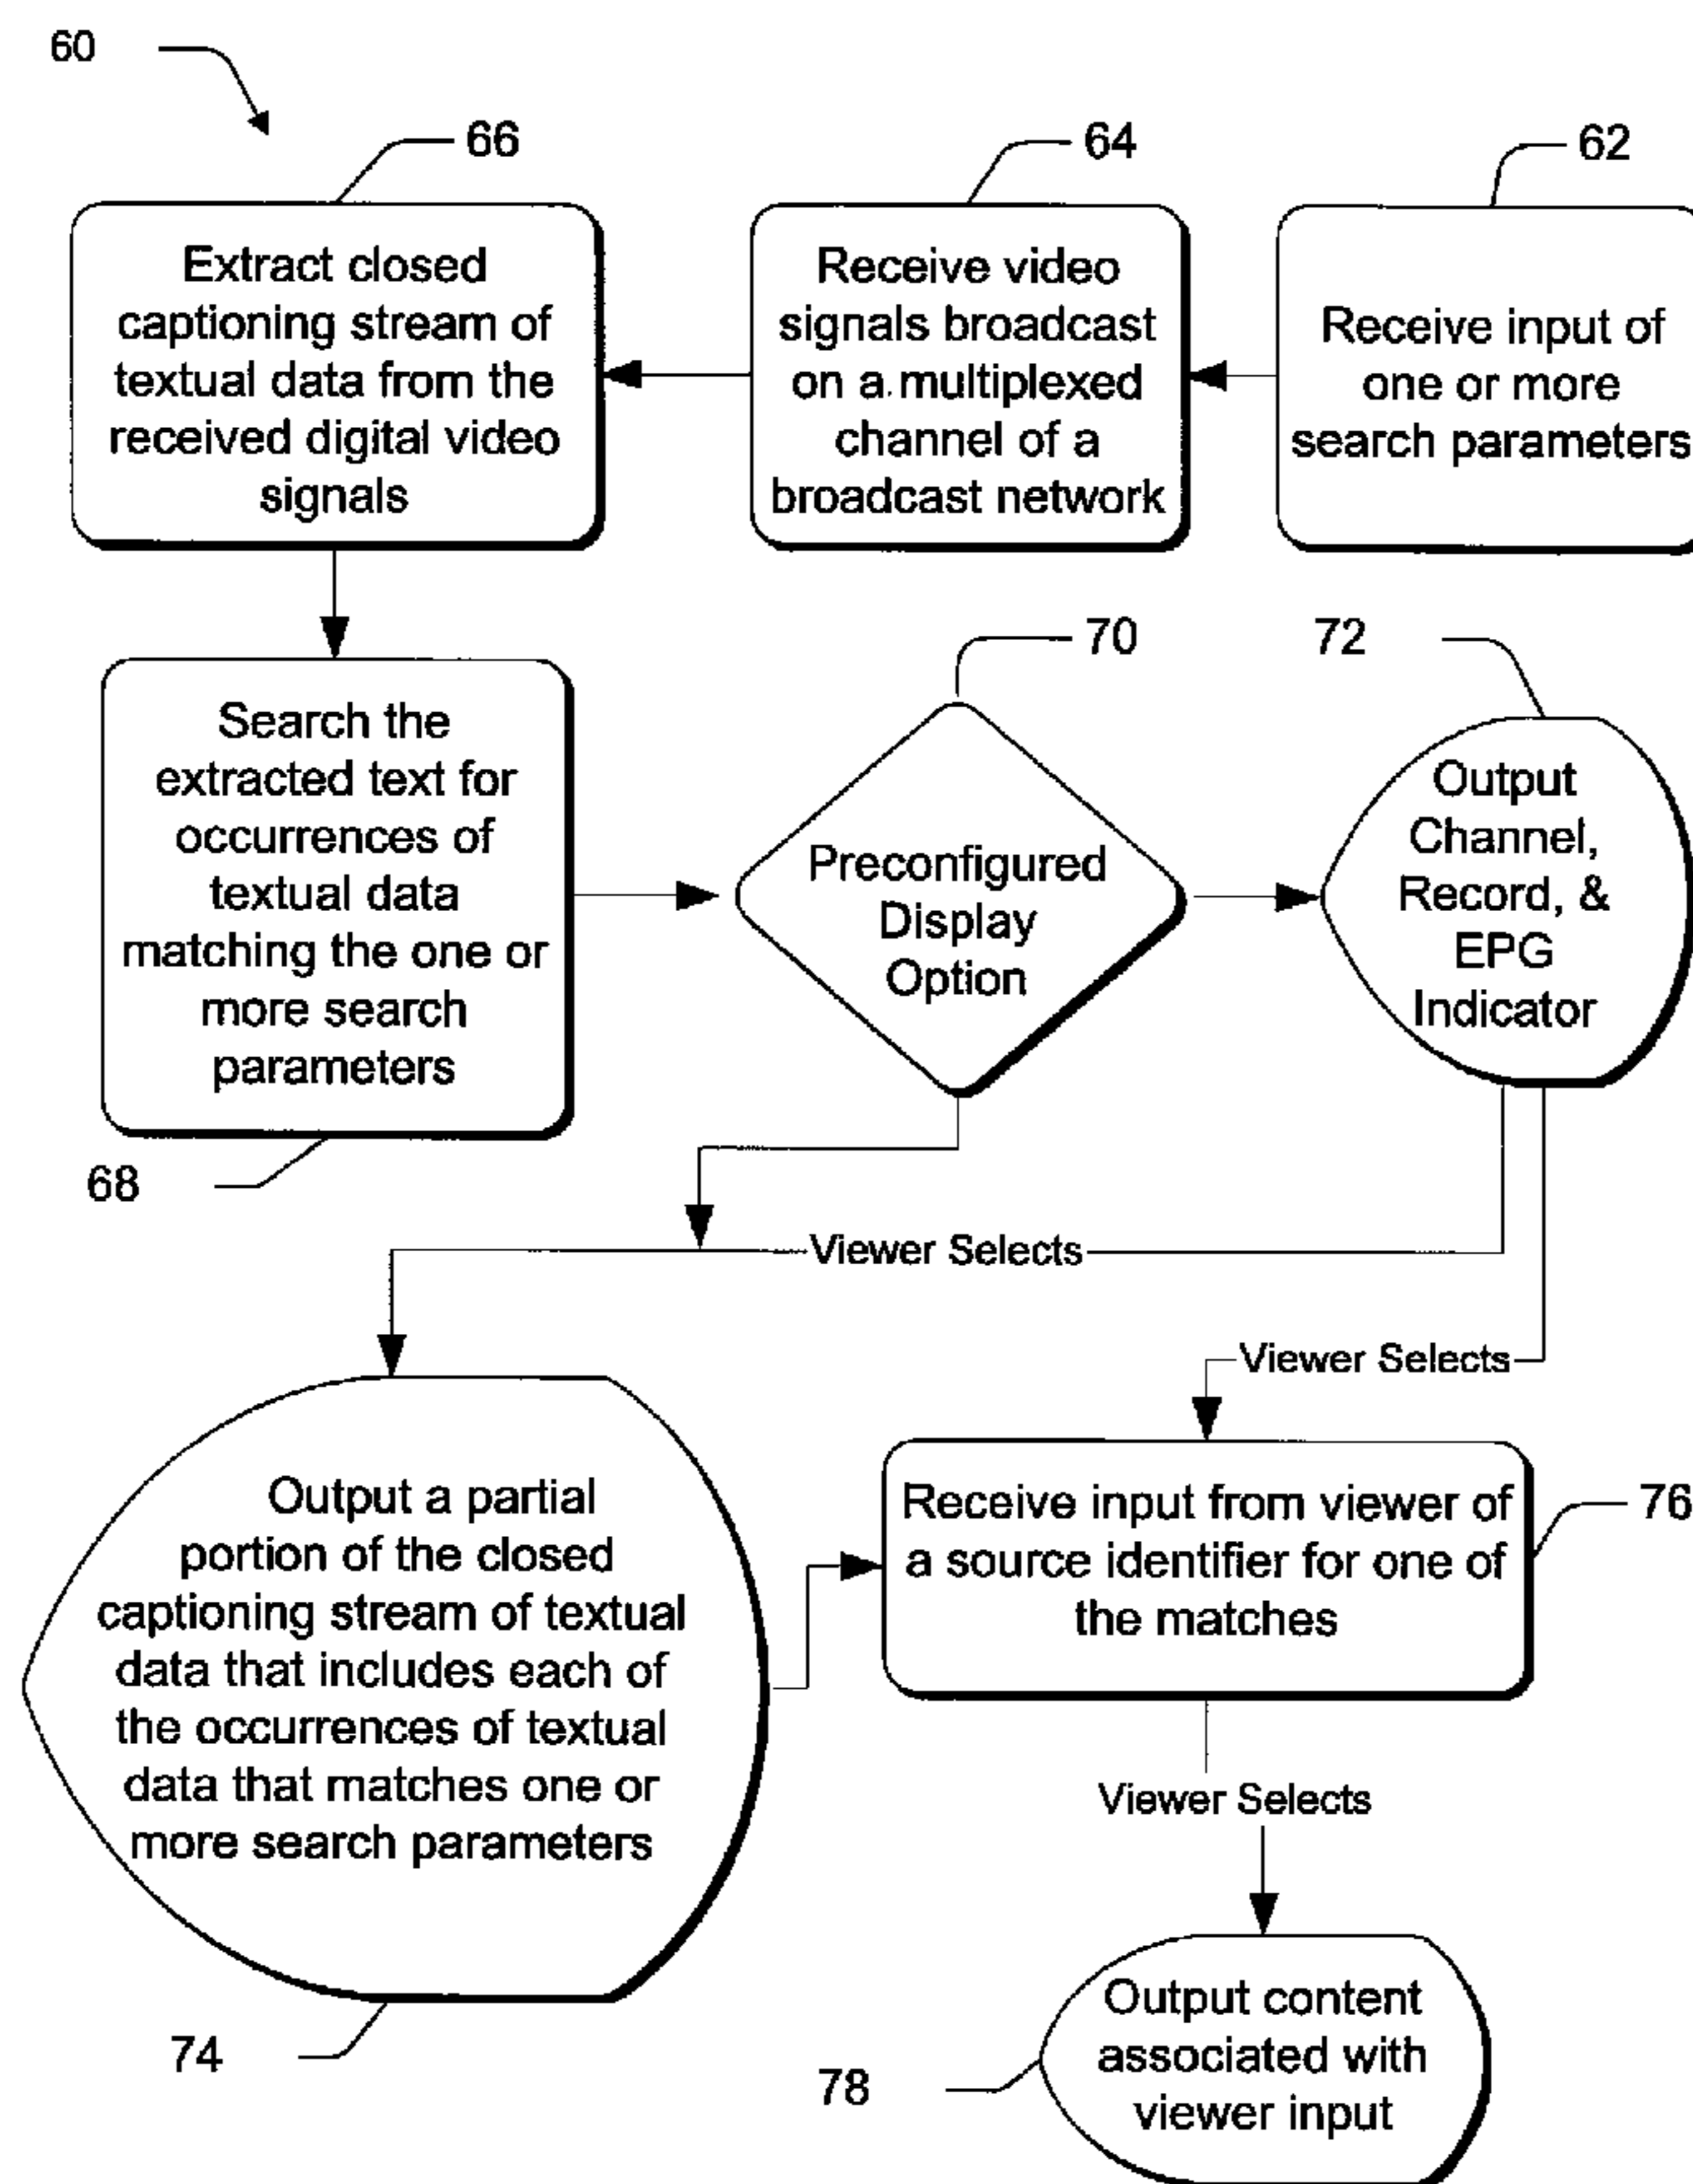 60
66
64
62
Extract closed
captioning stream of
textual data from the
received digital video
signals
Receive video
signals broadcast
on a multiplexed
channel of a
broadcast network
Receive input of
one or more
search parameters
70
72
Search the
extracted text for
occurrences of
textual data
matching the one or
more search
parameters
68
Preconfigured
Display
Option
Output
Channel,
Record, &
EPG
Indicator
Viewer Selects
Viewer Selects
Output a partial
portion of the closed
captioning stream of textual
data that includes each of
the occurrences of textual
data that matches one or
more search parameters
74
Receive input from viewer of
a source identifier for one of
the matches
76
Viewer Selects
Output content
associated with
viewer input
78